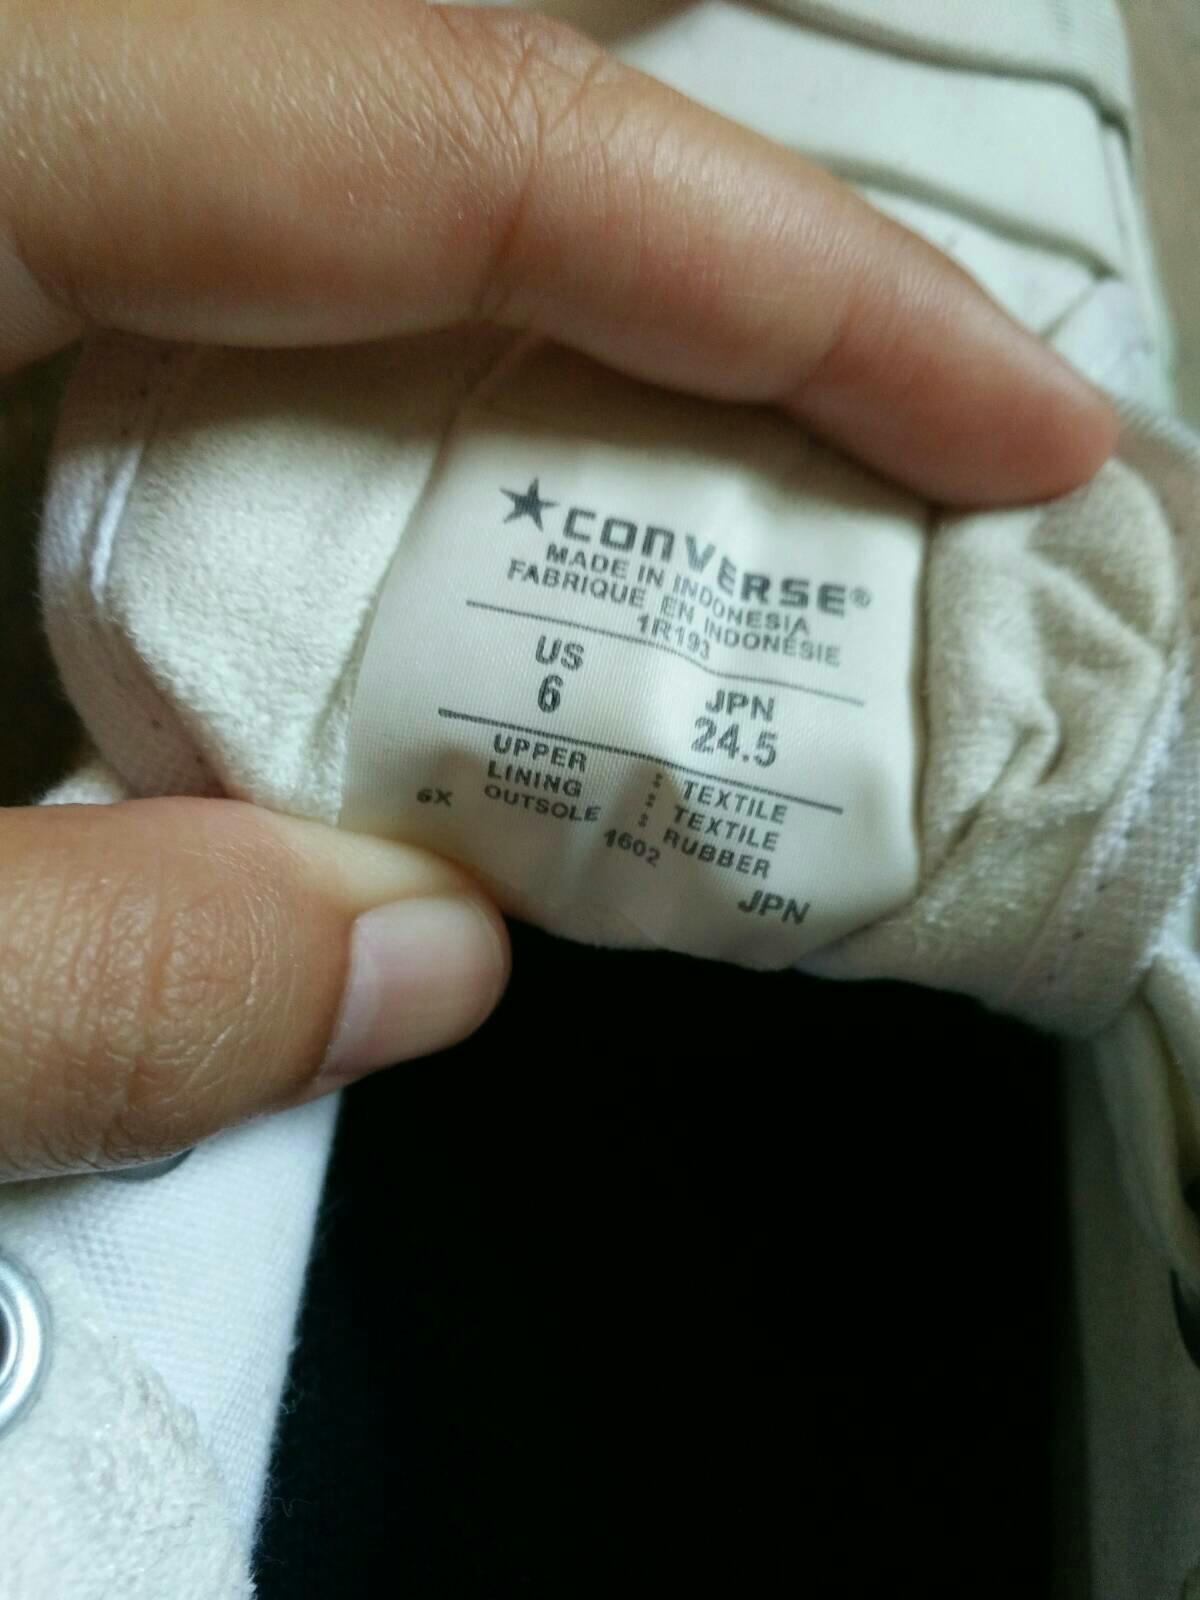 ★CONVERSE®
MADE IN INDONESIA
FABRIQUE EN INDONÉSIE
1R193
US JPN
6 24.5
UPPER : TEXTILE
LINING : TEXTILE
OUTSOLE : RUBBER
6X 1602
JPN